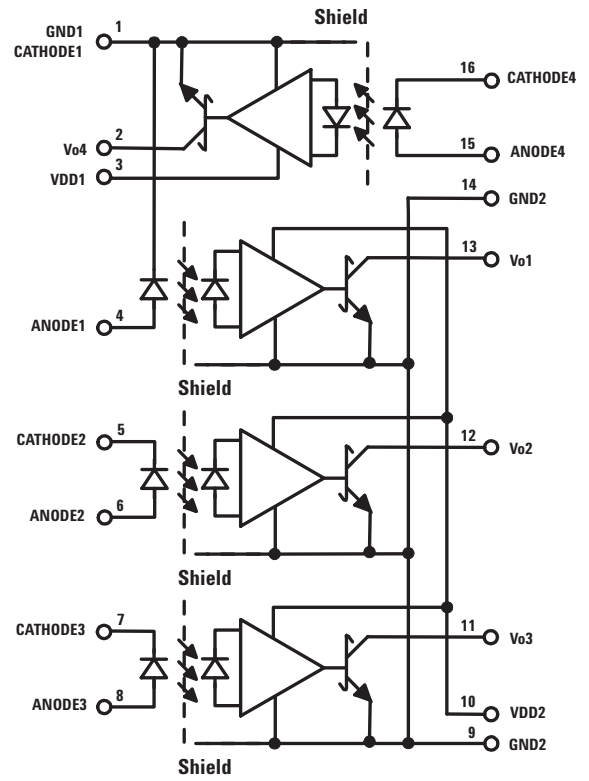 Shield
GND1 1
CATHODE1
16 CATHODE4
2
Vo4
3
VDD1
15 ANODE4
14 GND2
13 Vo1
4
ANODE1
Shield
CATHODE2 5
12 Vo2
6
ANODE2
Shield
CATHODE3 7
11 Vo3
8
ANODE3
10 VDD2
9 GND2
Shield